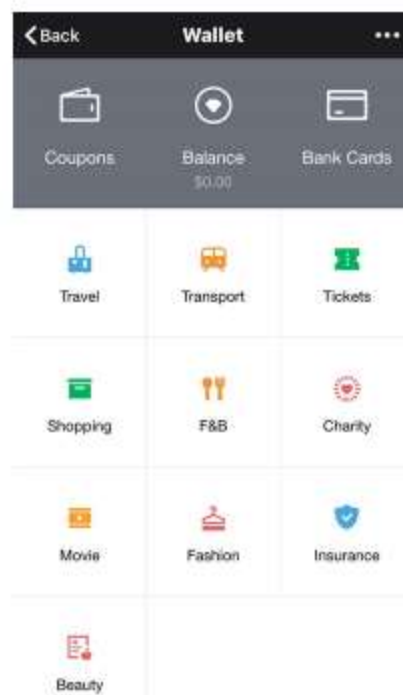 Back Wallet
Coupons Balance Bank Cards
$0.00
Travel Transport Tickets
Shopping F&B Charity
Movie Fashion Insurance
Beauty